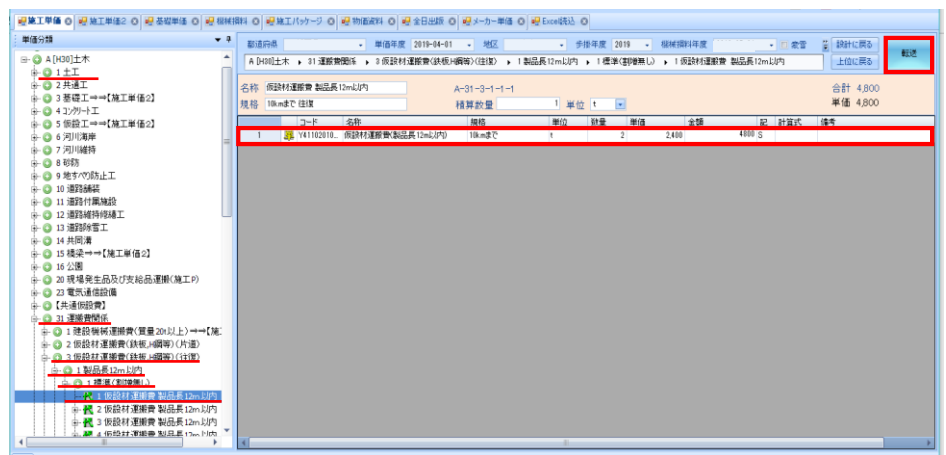 施工単価 施工単価2 基礎単価 機械損料 施工パッケージ 物価資料 全日出版 メーカー単価 Excel読込
単価分類
都道府県 単価年度 2019-04-01 地区 歩掛年度 2019 機械損料年度 設計に戻る 転送
A [H30]土木 ▸ 31 運搬費関係 ▸ 3 仮設材運搬費(鉄板,H鋼等)(往復) ▸ 1 製品長12m以内 ▸ 1 標準(割増無し) ▸ 1 仮設材運搬費 製品長12m以内 上位に戻る
名称 仮設材運搬費 製品長12m以内 A-31-3-1-1-1 合計 4,800
規格 10kmまで 往復 積算数量 1 単位 t 単価 4,800
コード 名称 規格 単位 数量 単価 金額 記 計算式 備考
1 Y41102010... 仮設材運搬費(製品長12m以内) 10kmまで t 2 2,400 4800 S
A [H30]土木
1 土工
2 共通工
3 基礎工⇒⇒【施工単価2】
4 コンクリート工
5 仮設工⇒⇒【施工単価2】
6 河川海岸
7 河川維持
8 砂防
9 地すべり防止工
10 道路舗装
11 道路付属施設
12 道路維持修繕工
13 道路除雪工
14 共同溝
15 橋梁⇒⇒【施工単価2】
16 公園
20 現場発生品及び支給品運搬(施工P)
23 電気通信設備
【共通仮設費】
31 運搬費関係
1 建設機械運搬費(質量20t以上)⇒⇒【施:
2 仮設材運搬費(鉄板,H鋼等)(片道)
3 仮設材運搬費(鉄板,H鋼等)(往復)
1 製品長12m以内
1 標準(割増無し)
1 仮設材運搬費 製品長12m以内
2 仮設材運搬費 製品長12m以内
3 仮設材運搬費 製品長12m以内
4 仮設材運搬費 製品長12m以内